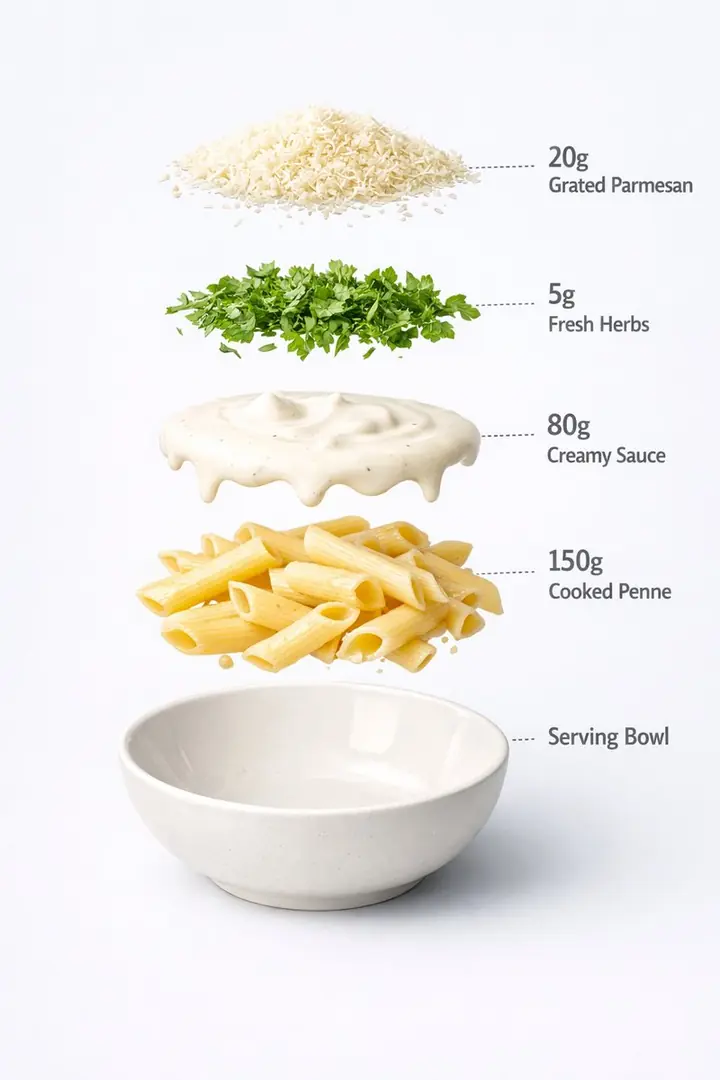 20g
Grated Parmesan
5g
Fresh Herbs
80g
Creamy Sauce
150g
Cooked Penne
Serving Bowl